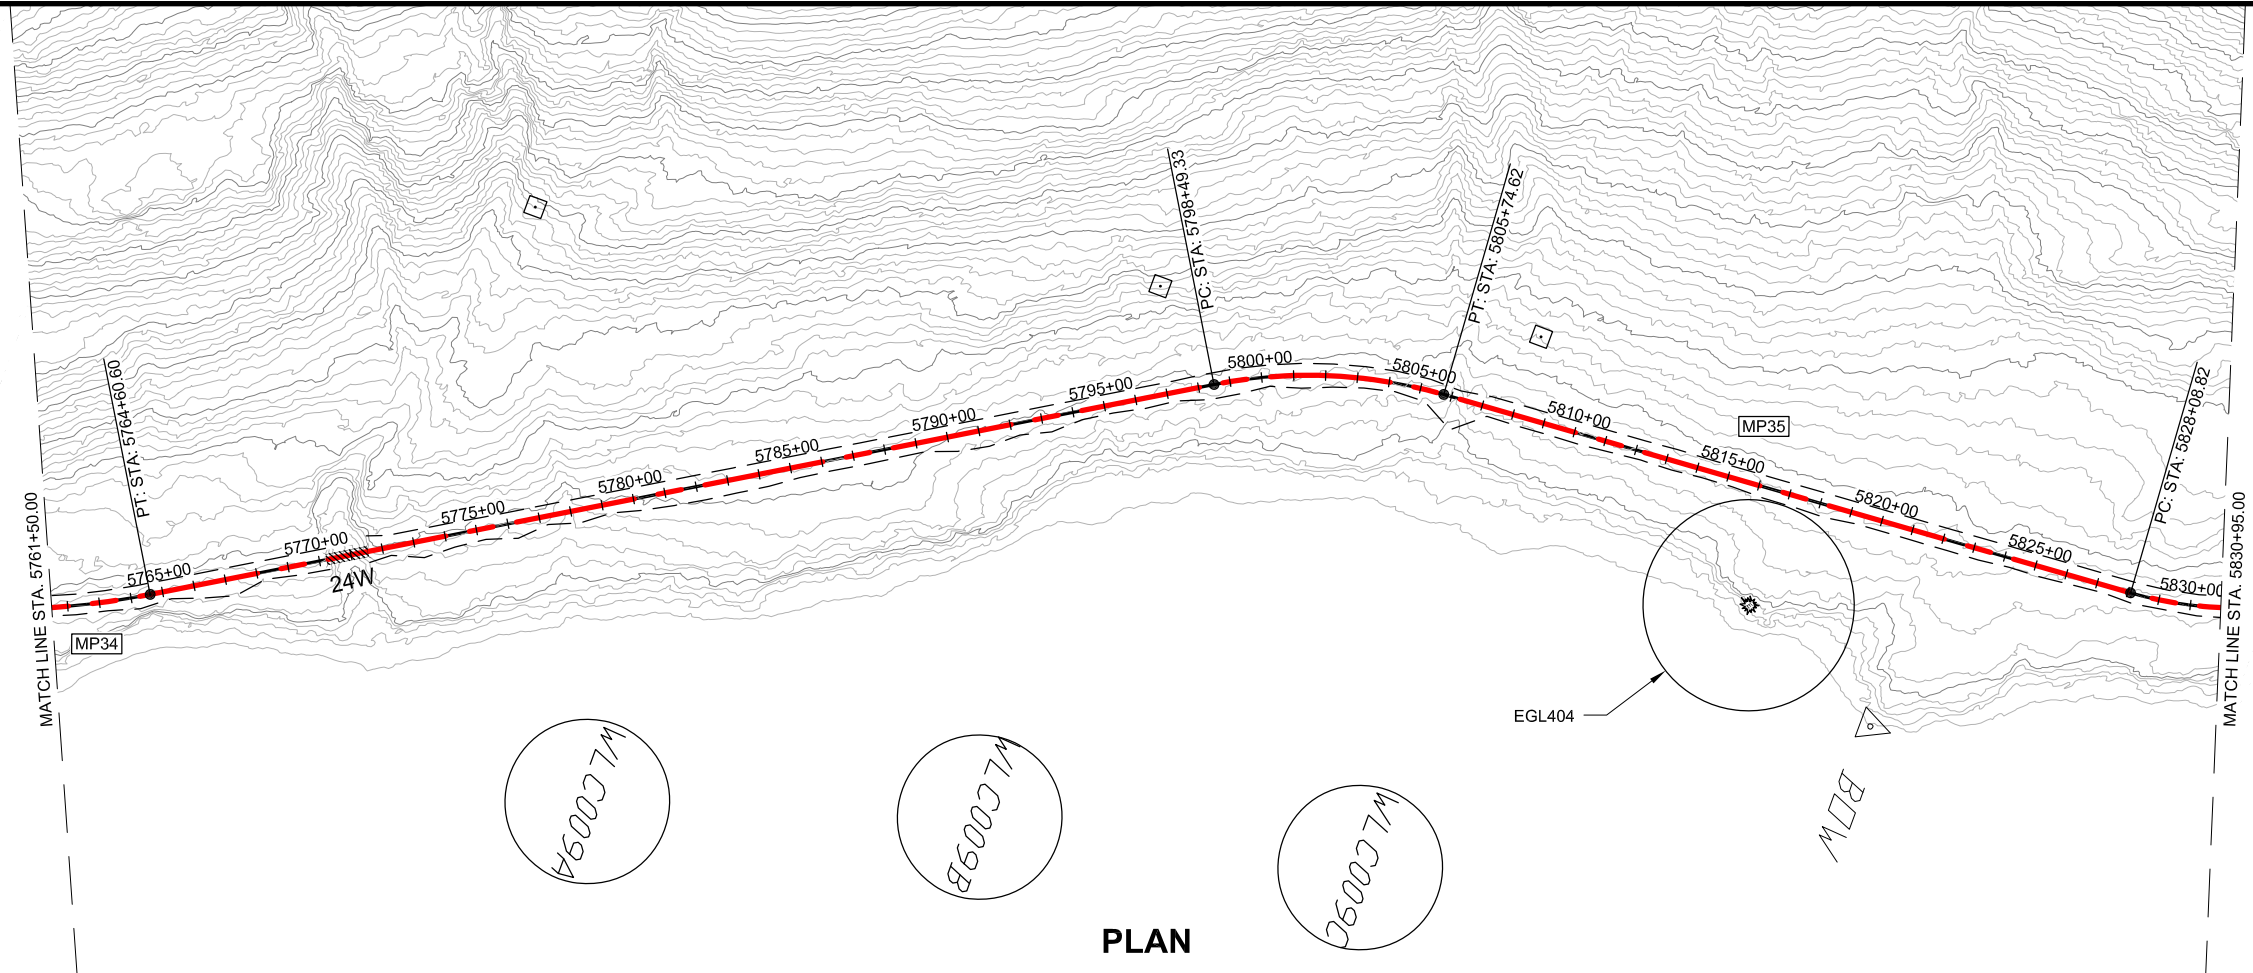 PT: STA: 5764+60.60
PC: STA: 5798+49.33
PT: STA: 5805+74.62
PC: STA: 5828+08.82
5765+00
5770+00
5775+00
5780+00
5785+00
5790+00
5795+00
5800+00
5805+00
5810+00
5815+00
5820+00
5825+00
5830+00
24W
MP34
MP35
MATCH LINE STA. 5761+50.00
MATCH LINE STA. 5830+95.00
EGL404
WLC009A
WLC009B
WLC009C
BOW
PLAN